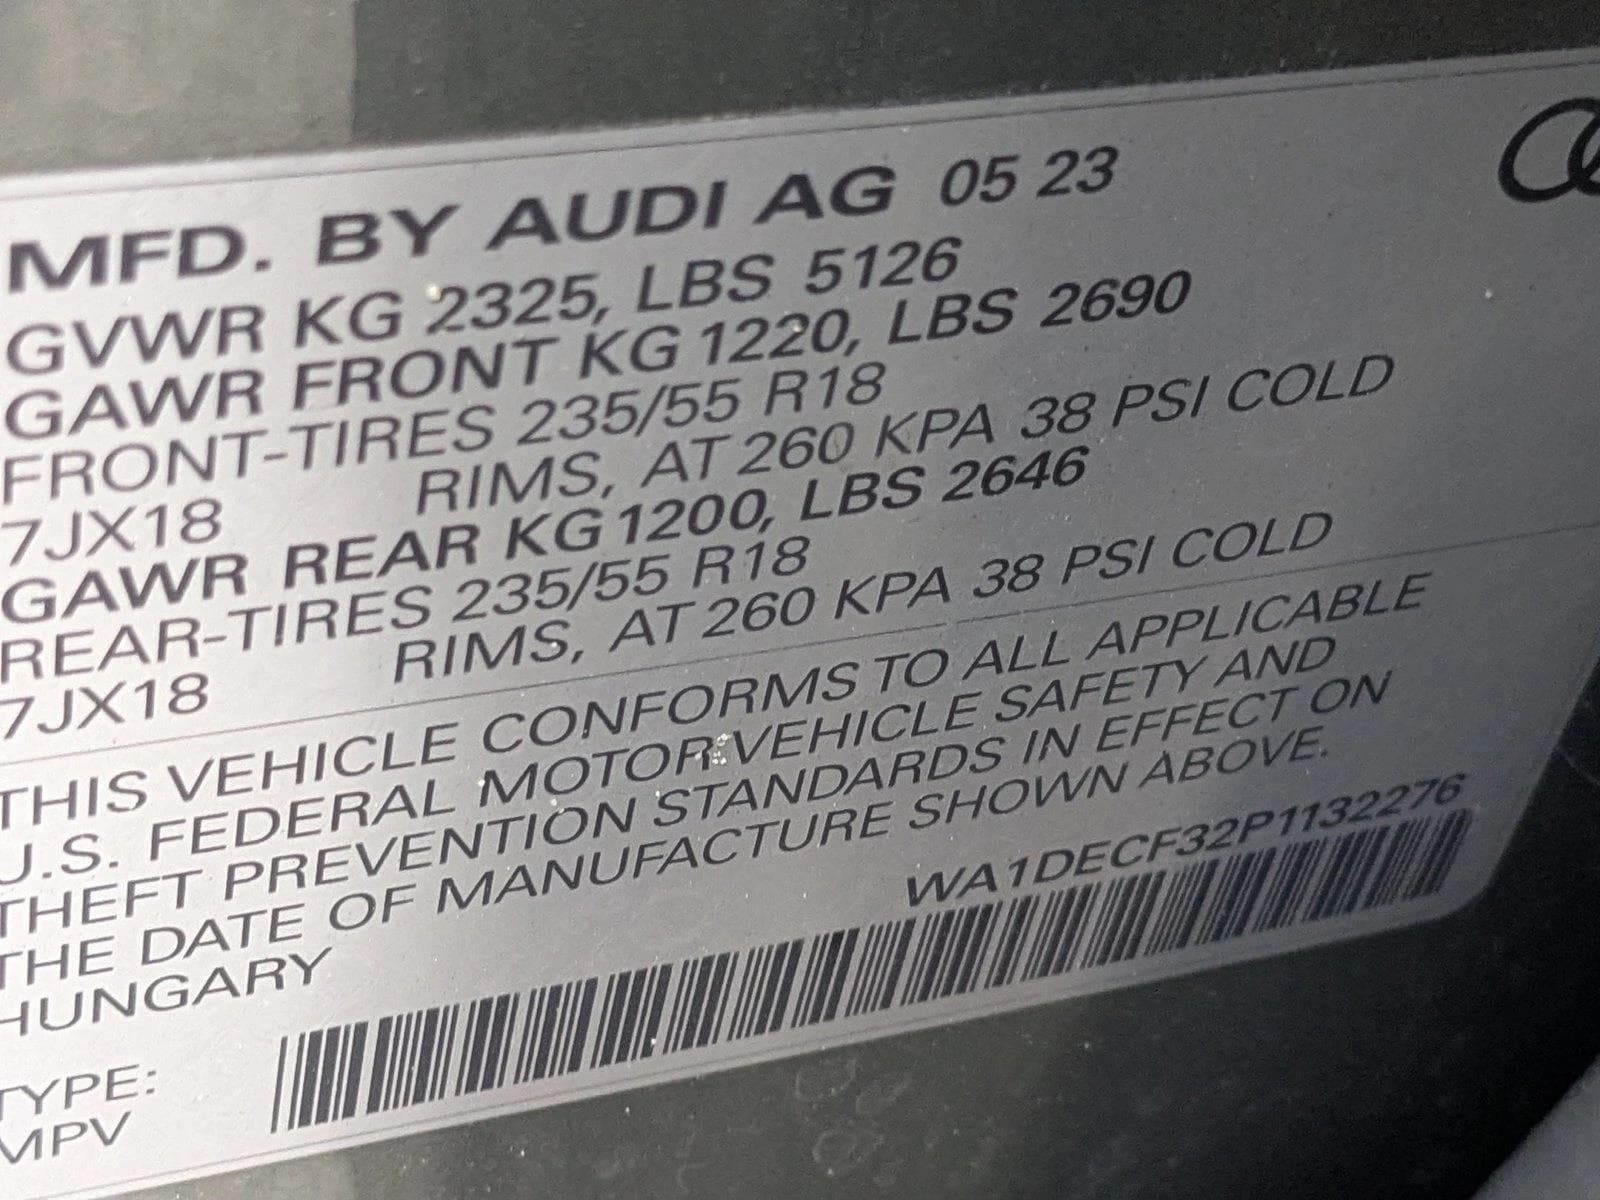 MFD. BY AUDI AG 05 23
GVWR KG 2325, LBS 5126
GAWR FRONT KG 1220, LBS 2690
FRONT-TIRES 235/55 R18
7JX18 RIMS, AT 260 KPA 38 PSI COLD
GAWR REAR KG 1200, LBS 2646
REAR-TIRES 235/55 R18
7JX18 RIMS, AT 260 KPA 38 PSI COLD
THIS VEHICLE CONFORMS TO ALL APPLICABLE
U.S. FEDERAL MOTOR VEHICLE SAFETY AND
THEFT PREVENTION STANDARDS IN EFFECT ON
THE DATE OF MANUFACTURE SHOWN ABOVE.
HUNGARY
WA1DECF32P1132276
TYPE:
MPV